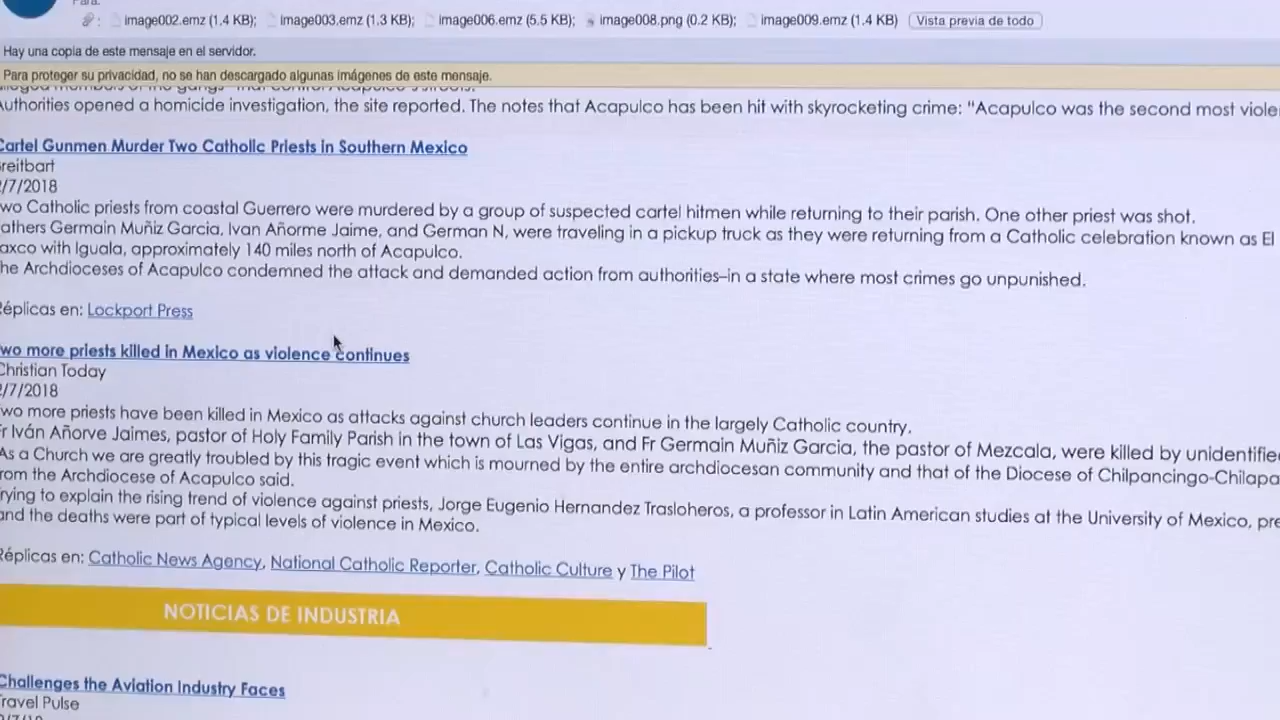 Para:
image002.emz (1.4 KB); image003.emz (1.3 KB); image006.emz (5.5 KB); image008.png (0.2 KB); image009.emz (1.4 KB) Vista previa de todo
Hay una copia de este mensaje en el servidor.
Para proteger su privacidad, no se han descargado algunas imágenes de este mensaje.
Authorities opened a homicide investigation, the site reported. The notes that Acapulco has been hit with skyrocketing crime: "Acapulco was the second most viole
Cartel Gunmen Murder Two Catholic Priests in Southern Mexico
reitbart
/7/2018
wo Catholic priests from coastal Guerrero were murdered by a group of suspected cartel hitmen while returning to their parish. One other priest was shot.
athers Germain Muñiz Garcia, Ivan Añorme Jaime, and German N, were traveling in a pickup truck as they were returning from a Catholic celebration known as El
axco with Iguala, approximately 140 miles north of Acapulco.
he Archdioceses of Acapulco condemned the attack and demanded action from authorities–in a state where most crimes go unpunished.
Réplicas en: Lockport Press
wo more priests killed in Mexico as violence continues
Christian Today
2/7/2018
wo more priests have been killed in Mexico as attacks against church leaders continue in the largely Catholic country.
Fr Iván Añorve Jaimes, pastor of Holy Family Parish in the town of Las Vigas, and Fr Germain Muñiz Garcia, the pastor of Mezcala, were killed by unidentifie
As a Church we are greatly troubled by this tragic event which is mourned by the entire archdiocesan community and that of the Diocese of Chilpancingo-Chilapa
rom the Archdiocese of Acapulco said.
rying to explain the rising trend of violence against priests, Jorge Eugenio Hernandez Trasloheros, a professor in Latin American studies at the University of Mexico, pre
and the deaths were part of typical levels of violence in Mexico.
Réplicas en: Catholic News Agency, National Catholic Reporter, Catholic Culture y The Pilot
NOTICIAS DE INDUSTRIA
Challenges the Aviation Industry Faces
ravel Pulse